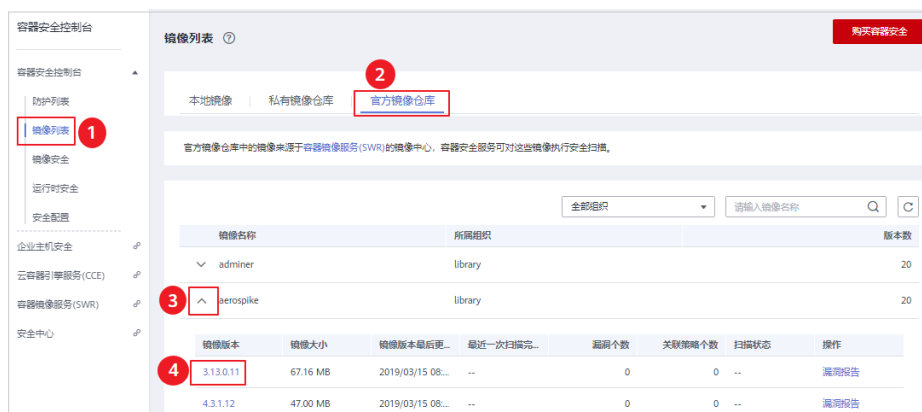 容器安全控制台
镜像列表
购买容器安全
容器安全控制台
防护列表
镜像列表
1
镜像安全
运行时安全
安全配置
企业主机安全
云容器引擎服务(CCE)
容器镜像服务(SWR)
安全中心
2
本地镜像 私有镜像仓库 官方镜像仓库
官方镜像仓库中的镜像来源于容器镜像服务(SWR)的镜像中心，容器安全服务可对这些镜像执行安全扫描。
全部组织 请输入镜像名称
镜像名称 所属组织 版本数
adminer library 20
3 aerospike library 20
镜像版本 镜像大小 镜像版本最后更... 最近一次扫描完... 漏洞个数 关联策略个数 扫描状态 操作
4 3.13.0.11 67.16 MB 2019/03/15 08:... -- 0 0 -- 漏洞报告
4.3.1.12 47.00 MB 2019/03/15 08:... -- 0 0 -- 漏洞报告